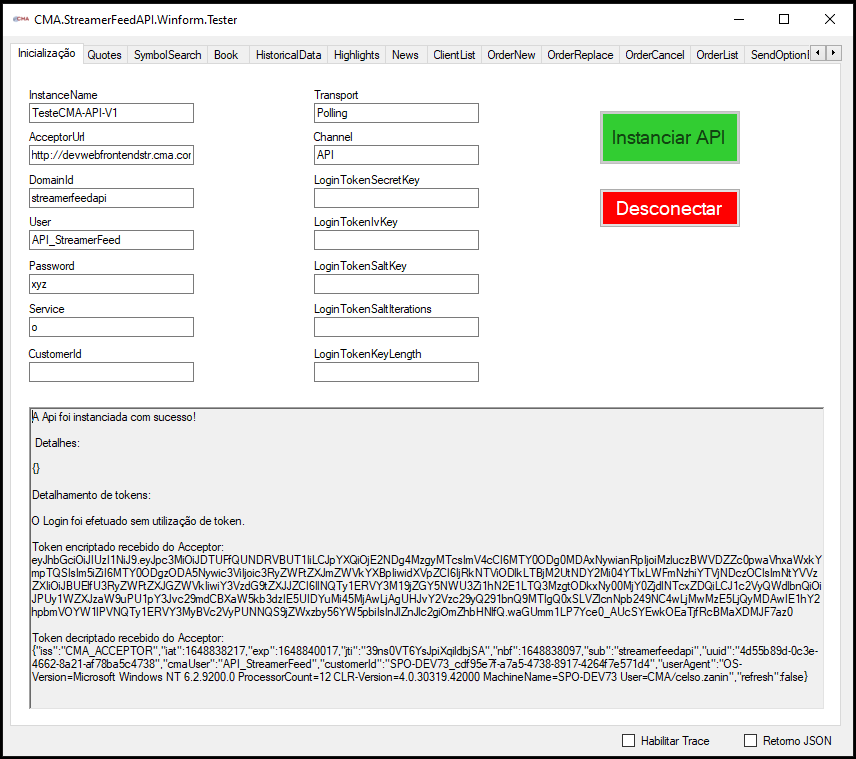 CMA CMA.StreamerFeedAPI.Winform.Tester
Inicialização Quotes SymbolSearch Book HistoricalData Highlights News ClientList OrderNew OrderReplace OrderCancel OrderList SendOptionl
InstanceName
TesteCMA-API-V1
AcceptorUrl
http://devwebfrontendstr.cma.cor
DomainId
streamerfeedapi
User
API_StreamerFeed
Password
xyz
Service
o
CustomerId
Transport
Polling
Channel
API
LoginTokenSecretKey
LoginTokenIvKey
LoginTokenSaltKey
LoginTokenSaltIterations
LoginTokenKeyLength
Instanciar API
Desconectar
A Api foi instanciada com sucesso!
Detalhes:
{}
Detalhamento de tokens:
O Login foi efetuado sem utilização de token.
Token encriptado recebido do Acceptor:
Token decriptado recebido do Acceptor:
{"iss":"CMA_ACCEPTOR","iat":1648838217,"exp":1648840017,"jti":"39ns0VT6YsJpiXqildbjSA","nbf":1648838097,"sub":"streamerfeedapi","uuid":"4d55b89d-0c3e-
4662-8a21-af78ba5c4738","cmaUser":"API_StreamerFeed","customerId":"SPO-DEV73_cdf95e7f-a7a5-4738-8917-4264f7e571d4","userAgent":"OS-
Version=Microsoft Windows NT 6.2.9200.0 ProcessorCount=12 CLR-Version=4.0.30319.42000 MachineName=SPO-DEV73 User=CMA/celso.zanin","refresh":false}
Habilitar Trace
Retorno JSON